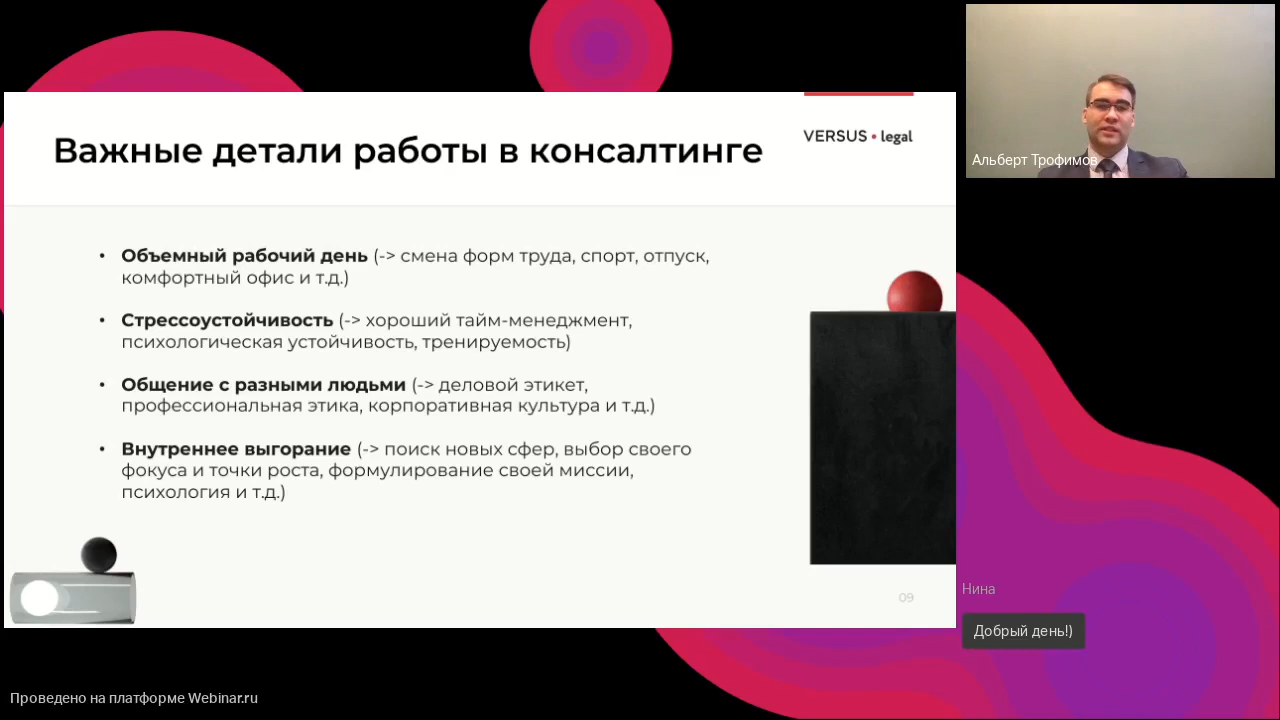 Важные детали работы в консалтинге
VERSUS • legal
• Объемный рабочий день (-> смена форм труда, спорт, отпуск,
комфортный офис и т.д.)
• Стрессоустойчивость (-> хороший тайм-менеджмент,
психологическая устойчивость, тренируемость)
• Общение с разными людьми (-> деловой этикет,
профессиональная этика, корпоративная культура и т.д.)
• Внутреннее выгорание (-> поиск новых сфер, выбор своего
фокуса и точки роста, формулирование своей миссии,
психология и т.д.)
09
Альберт Трофимов
Нина
Добрый день!)
Проведено на платформе Webinar.ru